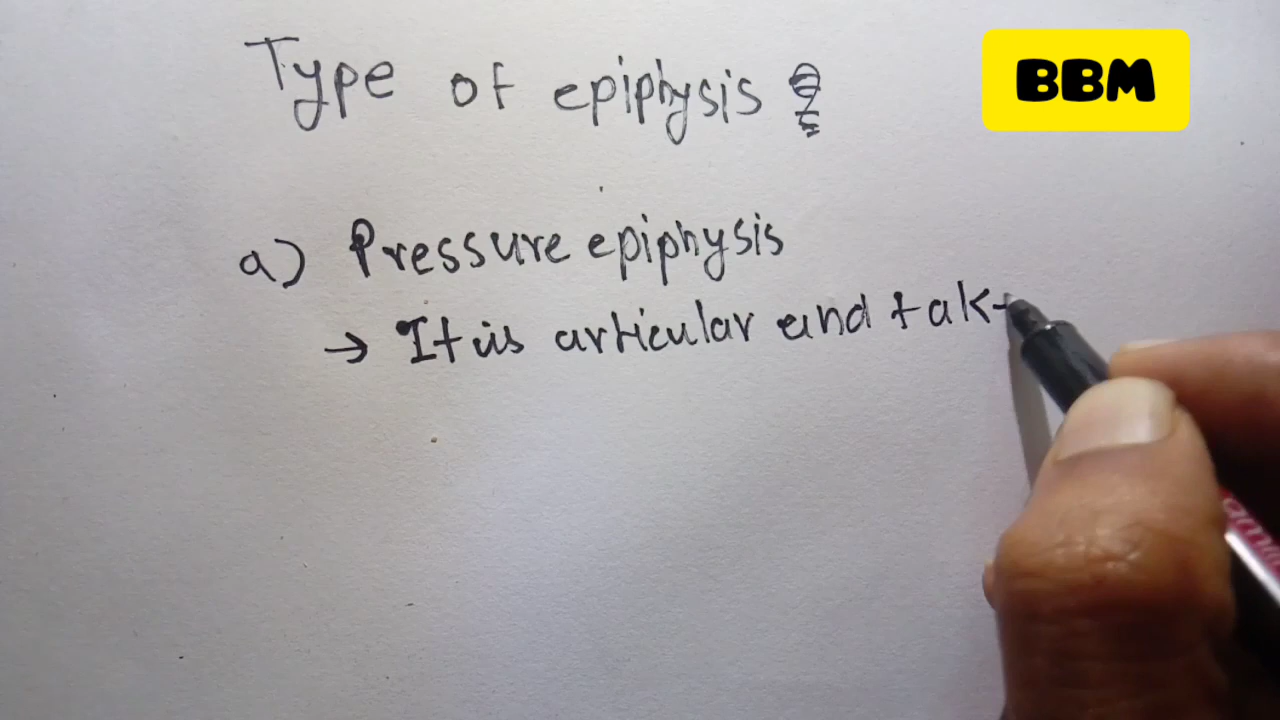 Type of epiphysis
BBM
a) Pressure epiphysis
→ It is articular and tak